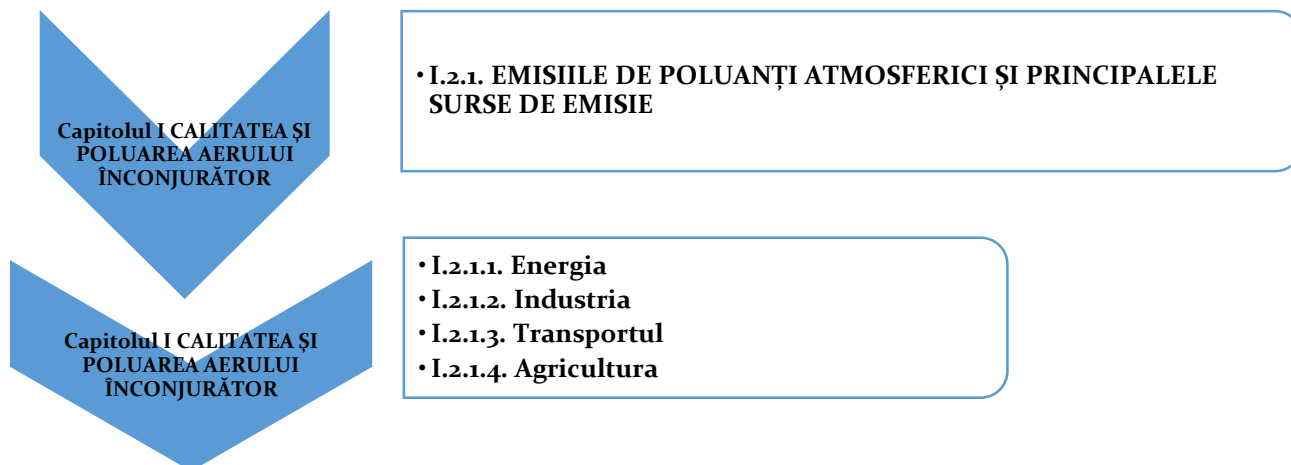 Capitolul I CALITATEA ȘI
POLUAREA AERULUI
ÎNCONJURĂTOR
• I.2.1. EMISIILE DE POLUANȚI ATMOSFERICI ȘI PRINCIPALELE
SURSE DE EMISIE
Capitolul I CALITATEA ȘI
POLUAREA AERULUI
ÎNCONJURĂTOR
• I.2.1.1. Energia
• I.2.1.2. Industria
• I.2.1.3. Transportul
• I.2.1.4. Agricultura